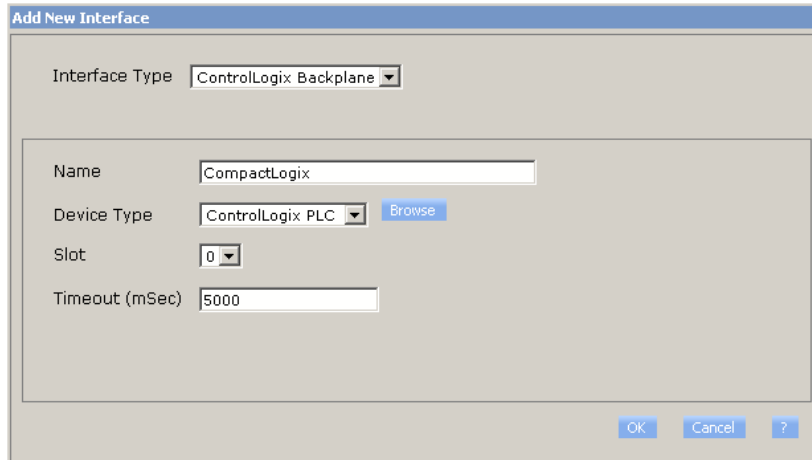 Add New Interface
Interface Type ControlLogix Backplane
Name CompactLogix
Device Type ControlLogix PLC Browse
Slot 0
Timeout (mSec) 5000
OK Cancel ?